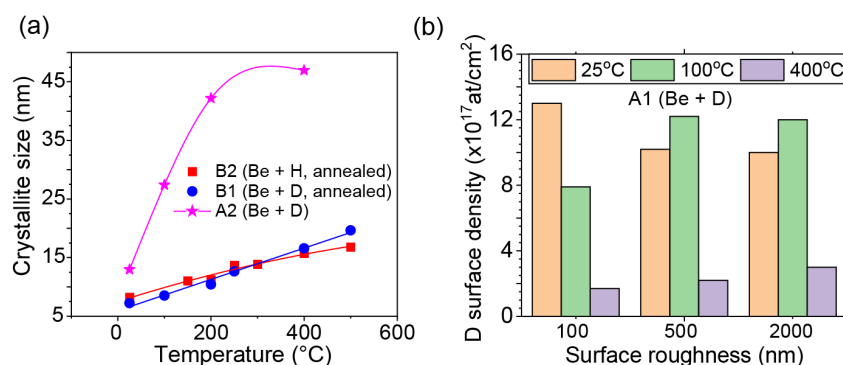 (a)
Crystallite size (nm)
45
35
25
15
5
B2 (Be + H, annealed)
B1 (Be + D, annealed)
A2 (Be + D)
0
200
400
600
Temperature (°C)
(b)
D surface density (x10¹⁷at/cm²)
16
12
8
4
0
25°C
100°C
400°C
A1 (Be + D)
100
500
2000
Surface roughness (nm)